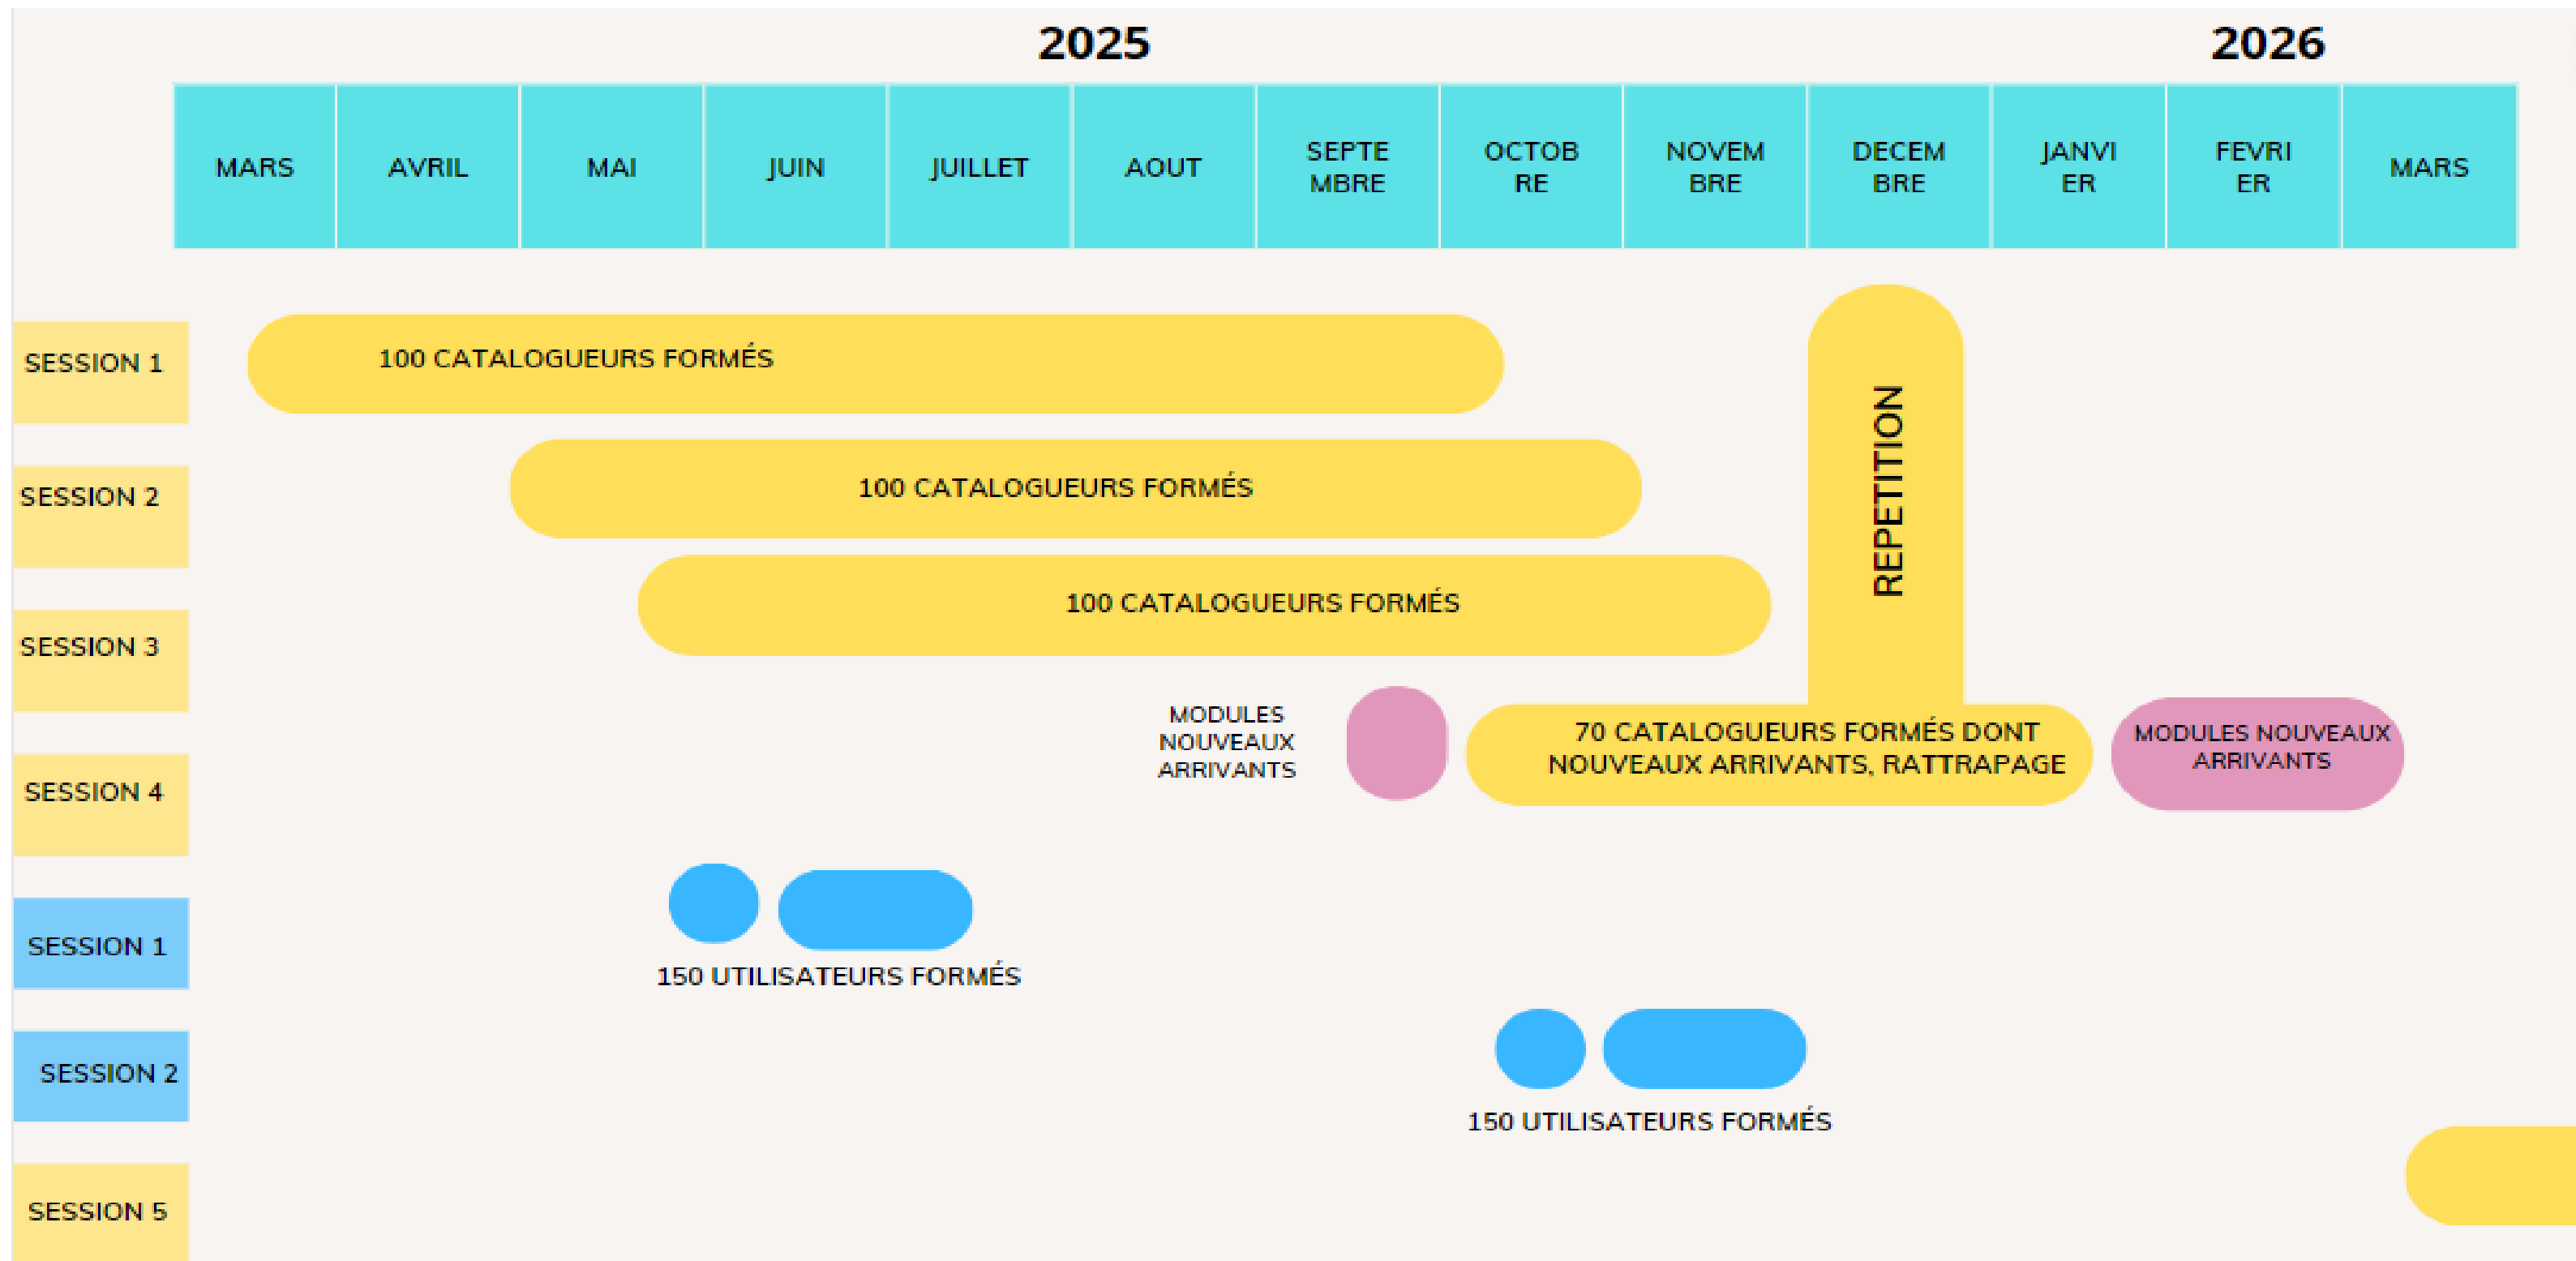 2025
2026
MARS
AVRIL
MAI
JUIN
JUILLET
AOUT
SEPTE
MBRE
OCTOB
RE
NOVEM
BRE
DECEM
BRE
JANVI
ER
FEVRI
ER
MARS
SESSION 1
100 CATALOGUEURS FORMÉS
REPETITION
SESSION 2
100 CATALOGUEURS FORMÉS
SESSION 3
100 CATALOGUEURS FORMÉS
SESSION 4
MODULES
NOUVEAUX
ARRIVANTS
70 CATALOGUEURS FORMÉS DONT
NOUVEAUX ARRIVANTS, RATTRAPAGE
MODULES NOUVEAUX
ARRIVANTS
SESSION 1
150 UTILISATEURS FORMÉS
SESSION 2
150 UTILISATEURS FORMÉS
SESSION 5